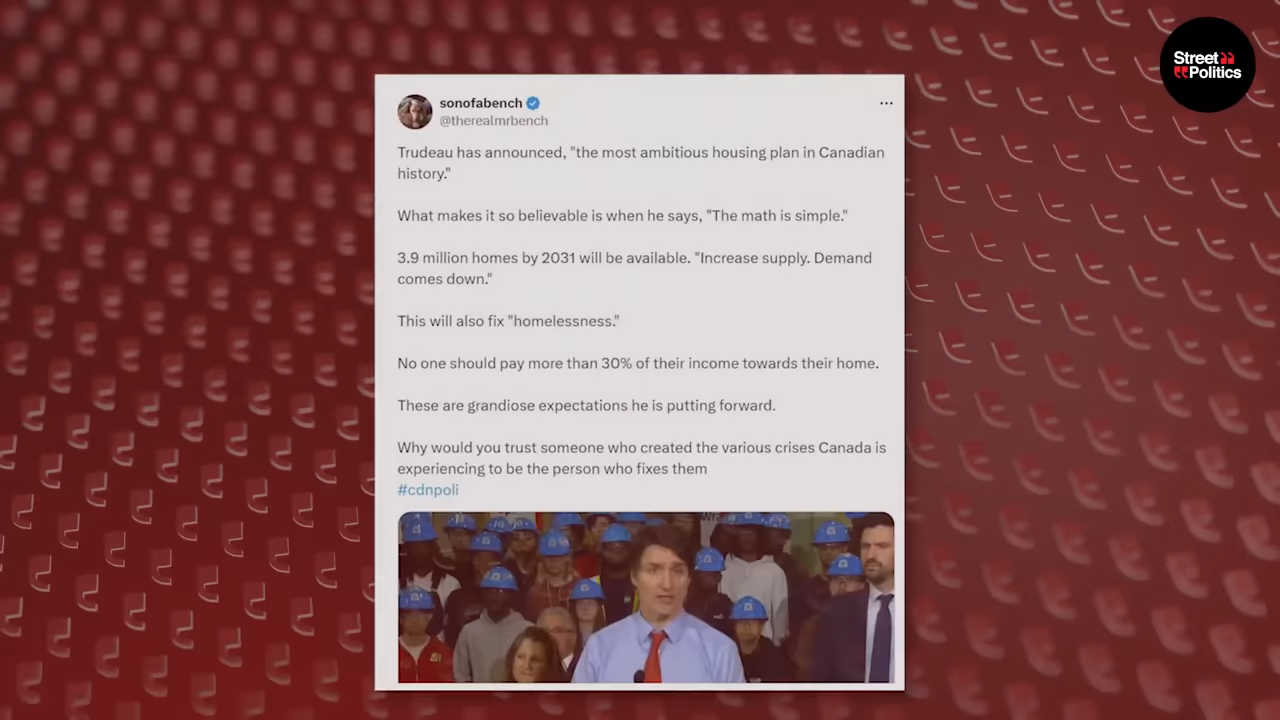 Street
Politics
sonofabench
@therealmrbench
Trudeau has announced, "the most ambitious housing plan in Canadian
history."
What makes it so believable is when he says, "The math is simple."
3.9 million homes by 2031 will be available. "Increase supply. Demand
comes down."
This will also fix "homelessness."
No one should pay more than 30% of their income towards their home.
These are grandiose expectations he is putting forward.
Why would you trust someone who created the various crises Canada is
experiencing to be the person who fixes them
#cdnpoli